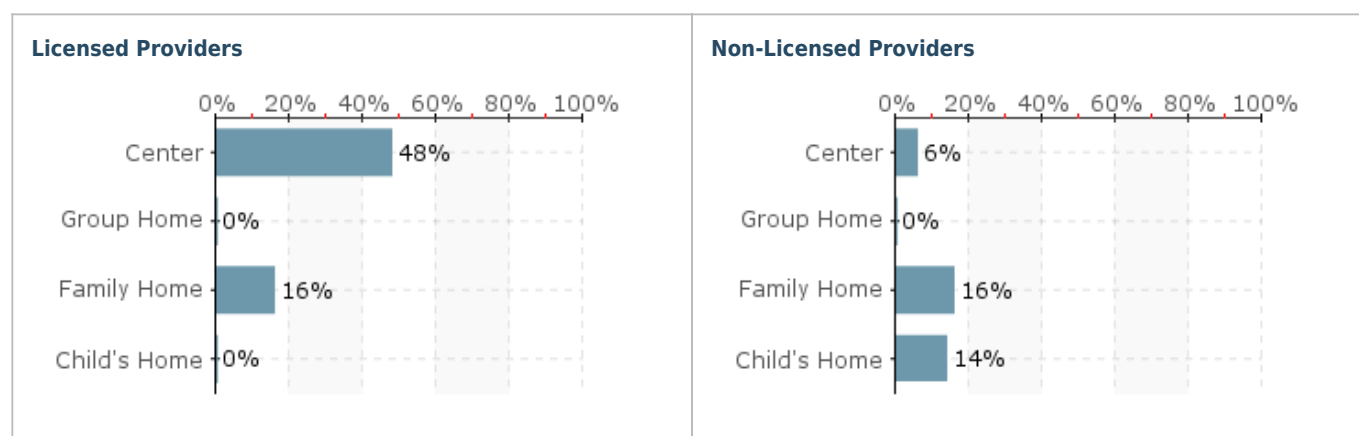 Licensed Providers
0% 20% 40% 60% 80% 100%
Center 48%
Group Home 0%
Family Home 16%
Child's Home 0%
Non-Licensed Providers
0% 20% 40% 60% 80% 100%
Center 6%
Group Home 0%
Family Home 16%
Child's Home 14%